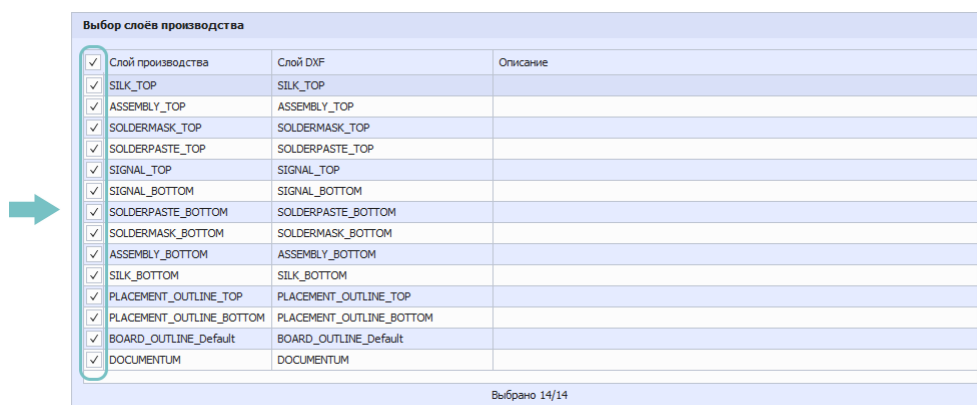 Выбор слоёв производства
Слой производства Слой DXF Описание
SILK_TOP SILK_TOP
ASSEMBLY_TOP ASSEMBLY_TOP
SOLDERMASK_TOP SOLDERMASK_TOP
SOLDERPASTE_TOP SOLDERPASTE_TOP
SIGNAL_TOP SIGNAL_TOP
SIGNAL_BOTTOM SIGNAL_BOTTOM
SOLDERPASTE_BOTTOM SOLDERPASTE_BOTTOM
SOLDERMASK_BOTTOM SOLDERMASK_BOTTOM
ASSEMBLY_BOTTOM ASSEMBLY_BOTTOM
SILK_BOTTOM SILK_BOTTOM
PLACEMENT_OUTLINE_TOP PLACEMENT_OUTLINE_TOP
PLACEMENT_OUTLINE_BOTTOM PLACEMENT_OUTLINE_BOTTOM
BOARD_OUTLINE_Default BOARD_OUTLINE_Default
DOCUMENTUM DOCUMENTUM
Выбрано 14/14